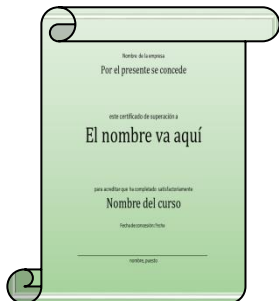 Nombre de la empresa
Por el presente se concede
este certificado de superación a
El nombre va aquí
para acreditar que ha completado satisfactoriamente
Nombre del curso
Fecha de concesión: Fecha
nombre, puesto